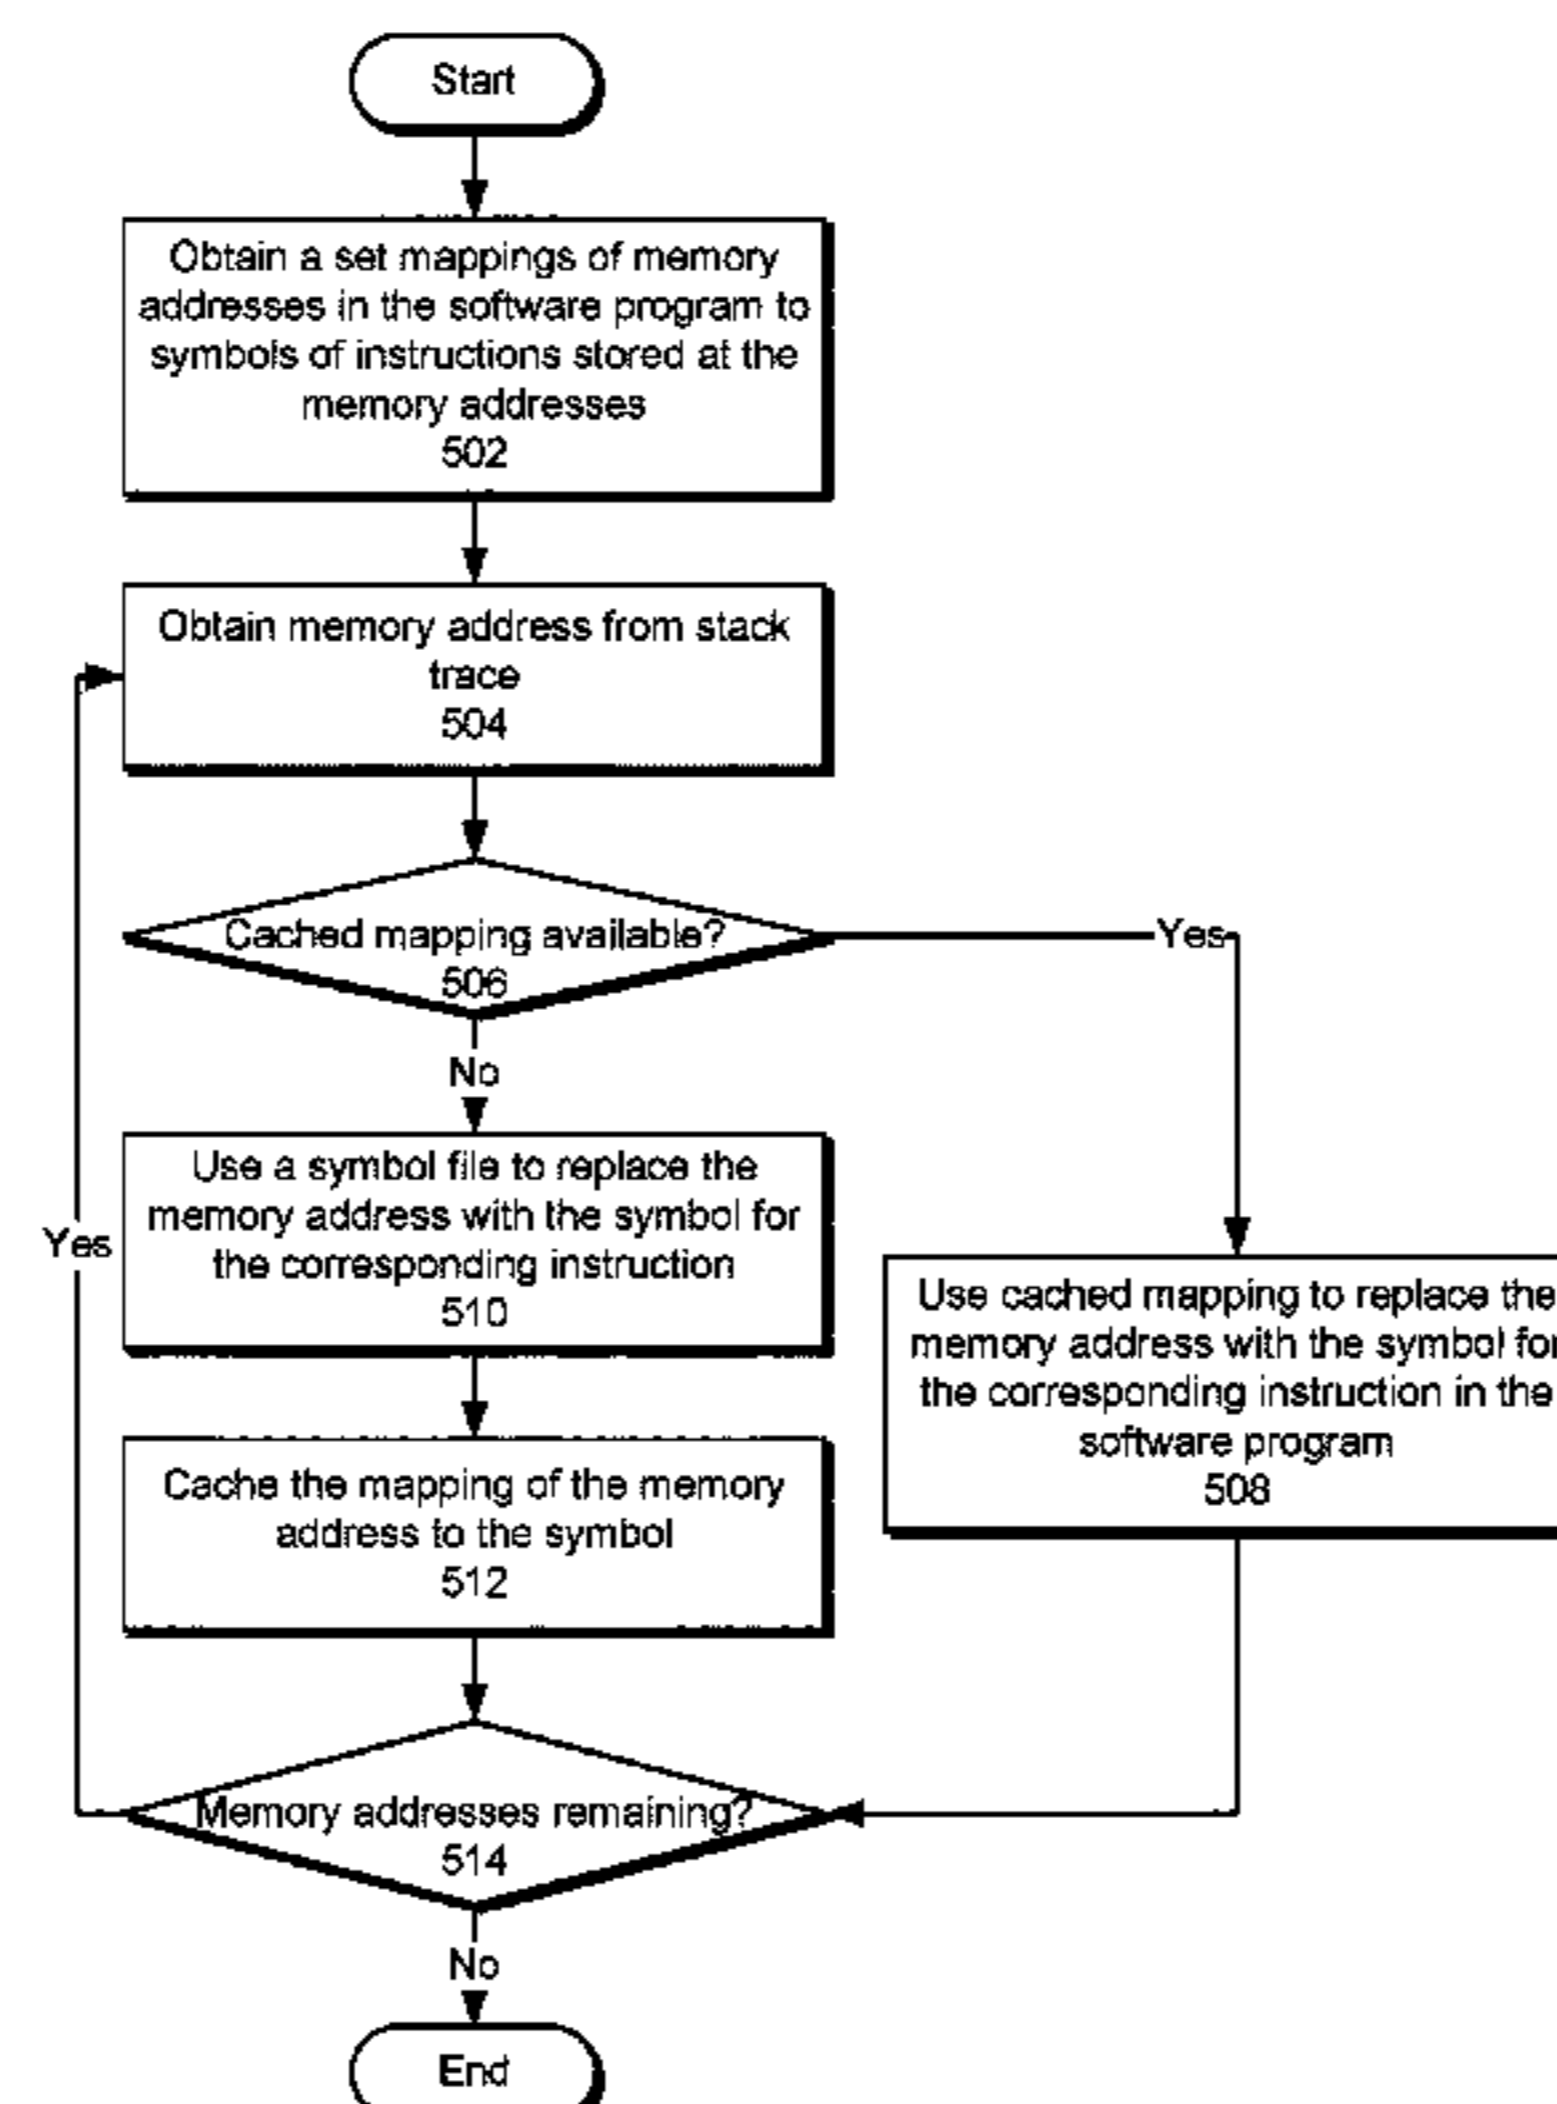 Start
Obtain a set mappings of memory
addresses in the software program to
symbols of instructions stored at the
memory addresses
502
Obtain memory address from stack
trace
504
Cached mapping available?
506
Yes
No
Use a symbol file to replace the
memory address with the symbol for
the corresponding instruction
510
Yes
Use cached mapping to replace the
memory address with the symbol for
the corresponding instruction in the
software program
508
Cache the mapping of the memory
address to the symbol
512
Memory addresses remaining?
514
No
End